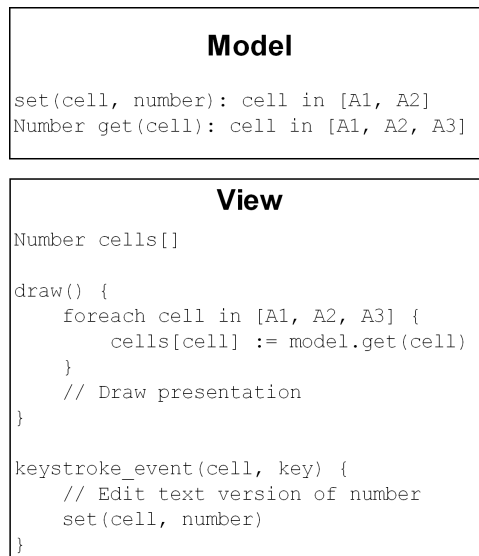 Model
set(cell, number): cell in [A1, A2]
Number get(cell): cell in [A1, A2, A3]
View
Number cells[]
draw() {
    foreach cell in [A1, A2, A3] {
        cells[cell] := model.get(cell)
    }
    // Draw presentation
}
keystroke_event(cell, key) {
    // Edit text version of number
    set(cell, number)
}